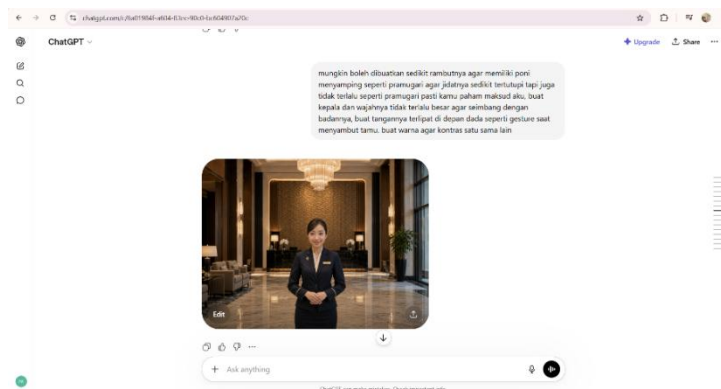 ChatGPT
Upgrade
Share
mungkin boleh dibuatkan sedikit rambutnya agar memiliki poni
menyamping seperti pramugari agar jidatnya sedikit tertutupi tapi juga
tidak terlalu seperti pramugari pasti kamu paham maksud aku, buat
kepala dan wajahnya tidak terlalu besar agar seimbang dengan
badannya, buat tangannya terlipat di depan dada seperti gesture saat
menyambut tamu. buat warna agar kontras satu sama lain
Edit
Ask anything